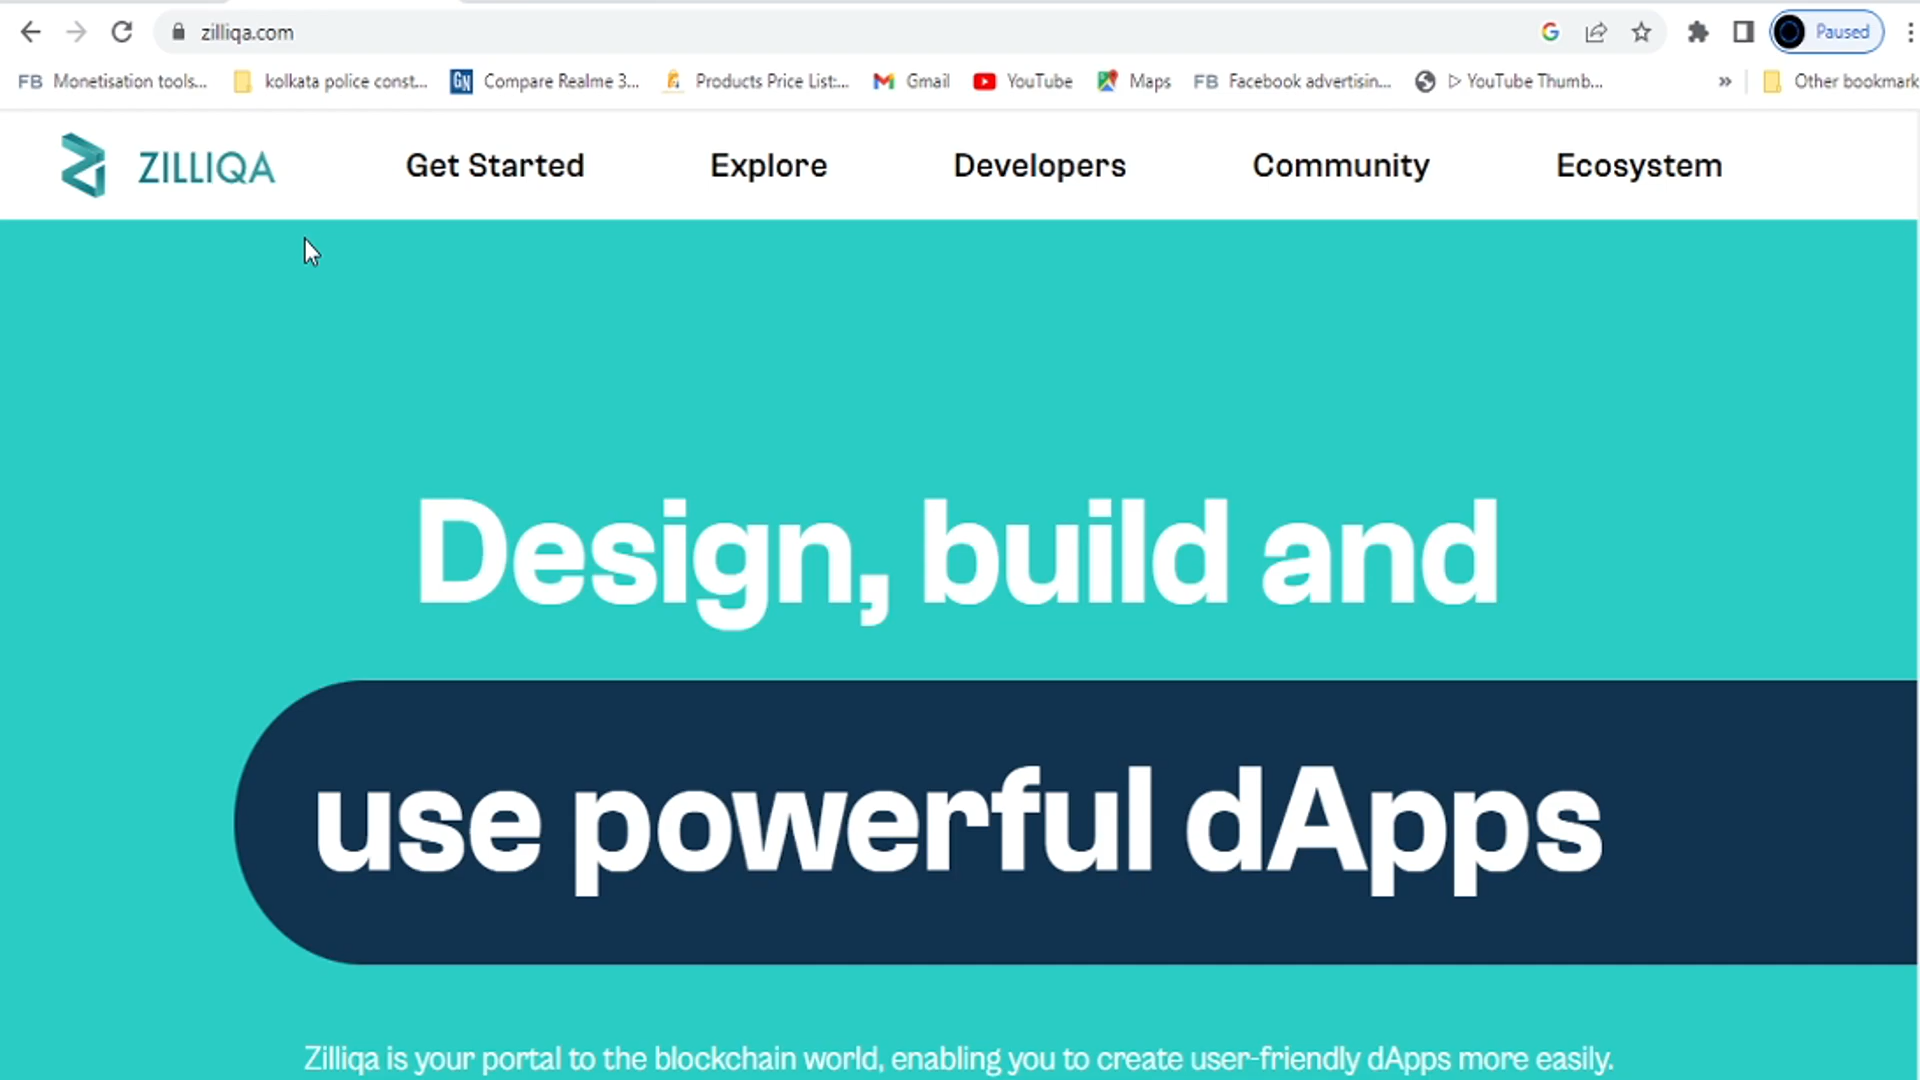 zilliqa.com
Paused
FB Monetisation tools...
kolkata police const...
GN Compare Realme 3...
Products Price List:...
Gmail
YouTube
Maps
FB Facebook advertisin...
▷ YouTube Thumb...
»
Other bookmark
ZILLIQA
Get Started
Explore
Developers
Community
Ecosystem
Design, build and
use powerful dApps
Zilliqa is your portal to the blockchain world, enabling you to create user-friendly dApps more easily.